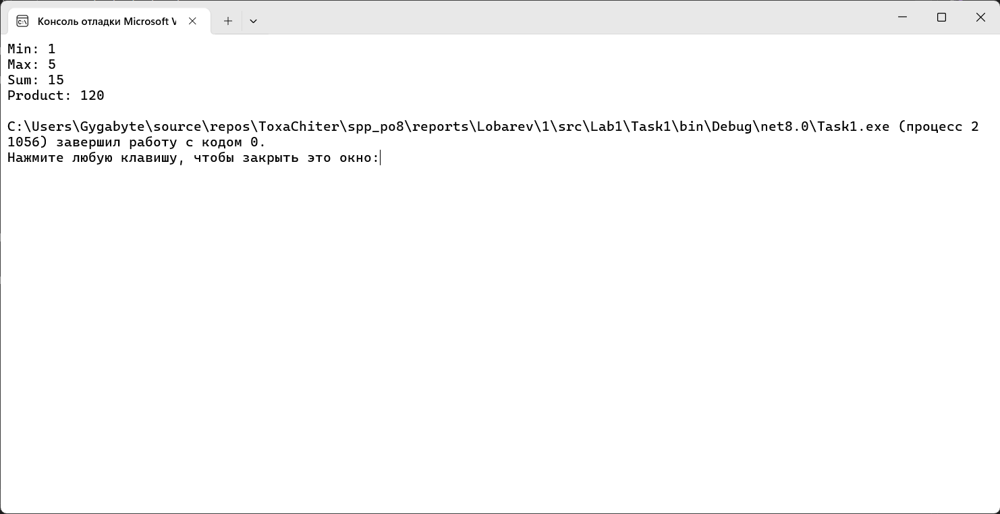 Консоль отладки Microsoft V
Min: 1
Max: 5
Sum: 15
Product: 120
C:\Users\Gygabyte\source\repos\ToxaChiter\spp_po8\reports\Lobarev\1\src\Lab1\Task1\bin\Debug\net8.0\Task1.exe (процесс 2
1056) завершил работу с кодом 0.
Нажмите любую клавишу, чтобы закрыть это окно: